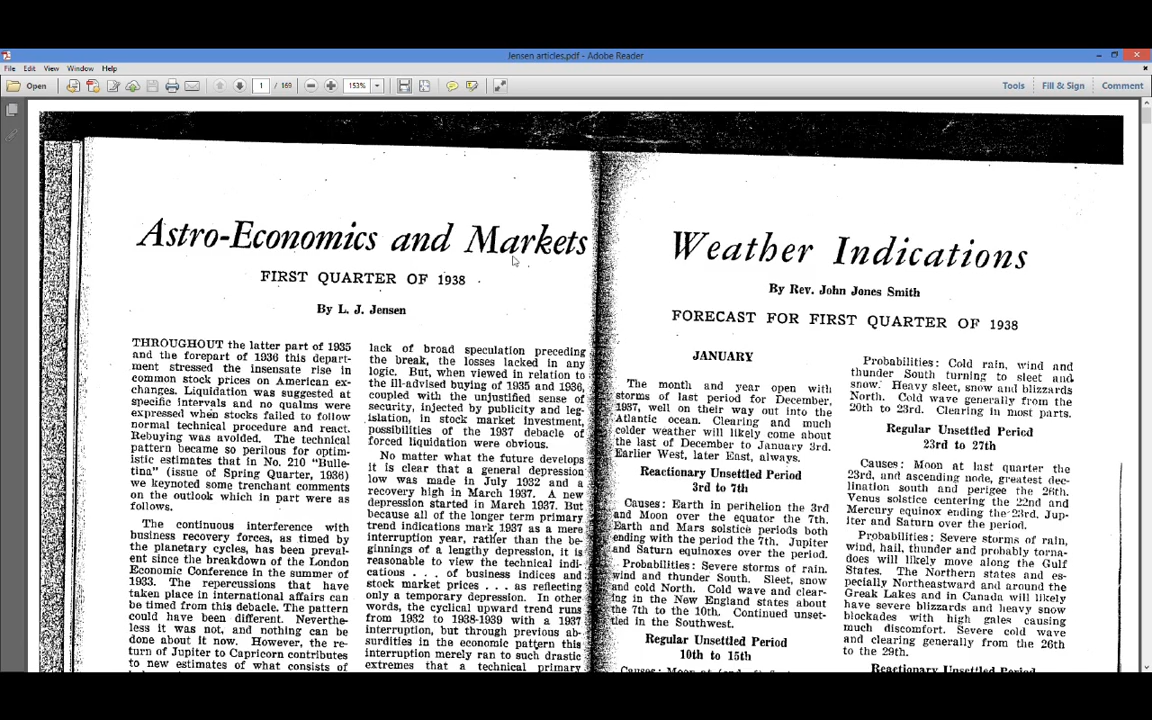 Jensen articles.pdf - Adobe Reader
File Edit View Window Help
Open
1 / 169
153%
Tools Fill & Sign Comment
Astro-Economics and Markets
FIRST QUARTER OF 1938
By L. J. Jensen
THROUGHOUT the latter part of 1935
and the forepart of 1936 this depart-
ment stressed the insensate rise in
common stock prices on American ex-
changes. Liquidation was suggested at
specific intervals and no qualms were
expressed when stocks failed to follow
normal technical procedure and react.
Rebuying was avoided. The technical
pattern became so perilous for optim-
istic estimates that in No. 210 "Bulle-
tina" (issue of Spring Quarter, 1936)
we keynoted some trenchant comments
on the outlook which in part were as
follows.
The continuous interference with
business recovery forces, as timed by
the planetary cycles, has been preval-
ent since the breakdown of the London
Economic Conference in the summer of
1933. The repercussions that have
taken place in international affairs can
be timed from this debacle. The pattern
could have been different. Neverthe-
less it was not, and nothing can be
done about it now. However, the re-
turn of Jupiter to Capricorn contributes
to new estimates of what consists of
lack of broad speculation preceding
the break, the losses lacked in any
logic. But, when viewed in relation to
the ill-advised buying of 1935 and 1936,
coupled with the unjustified sense of
security, injected by publicity and leg-
islation, in stock market investment,
possibilities of the 1937 debacle of
forced liquidation were obvious.
No matter what the future develops
it is clear that a general depression
low was made in July 1932 and a
recovery high in March 1937. A new
depression started in March 1937. But
because all of the longer term primary
trend indications mark 1937 as a mere
interruption year, rather than the be-
ginnings of a lengthy depression, it is
reasonable to view the technical indi-
cations . . . of business indices and
stock market prices . . . as reflecting
only a temporary depression. In other
words, the cyclical upward trend runs
from 1932 to 1938-1939 with a 1937
interruption, but through previous ab-
surdities in the economic pattern this
interruption merely ran to such drastic
extremes that a technical primary
Weather Indications
By Rev. John Jones Smith
FORECAST FOR FIRST QUARTER OF 1938
JANUARY
The month and year open with
storms of last period for December,
1937, well on their way out into the
Atlantic ocean. Clearing and much
colder weather will likely come about
the last of December to January 3rd.
Earlier West, later East, always.
Reactionary Unsettled Period
3rd to 7th
Causes: Earth in perihelion the 3rd
and Moon over the equator the 7th.
Earth and Mars solstice periods both
ending with the period the 7th. Jupiter
and Saturn equinoxes over the period.
Probabilities: Severe storms of rain,
wind and thunder South. Sleet, snow
and cold North. Cold wave and clear-
ing in the New England states about
the 7th to the 10th. Continued unset-
tled in the Southwest.
Regular Unsettled Period
10th to 15th
Probabilities: Cold rain, wind and
thunder South turning to sleet and
snow. Heavy sleet, snow and blizzards
North. Cold wave generally from the
20th to 23rd. Clearing in most parts.
Regular Unsettled Period
23rd to 27th
Causes: Moon at last quarter the
23rd, and ascending node, greatest dec-
lination south and perigee the 26th.
Venus solstice centering the 22nd and
Mercury equinox ending the 23rd. Jup-
iter and Saturn over the period.
Probabilities: Severe storms of rain,
wind, hail, thunder and probably torna-
does will likely move along the Gulf
States. The Northern states and es-
pecially Northeastward and around the
Greak Lakes and in Canada will likely
have severe blizzards and heavy snow
blockades with high gales causing
much discomfort. Severe cold wave
and clearing generally from the 26th
to the 29th.
Reactionary Unsettled Period